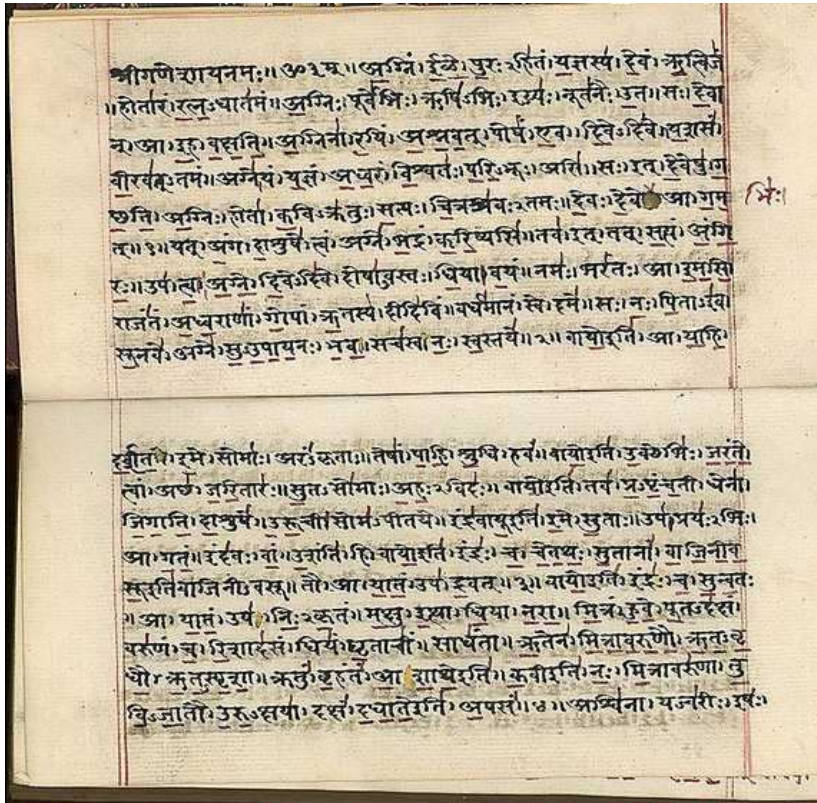 श्रीगणेशायनमः॥ ॐ३म्॥ अग्निं। ईळे। पुरःऽहितं। यज्ञस्य। देवं। ऋत्विजं
॥होतारं। रत्नऽधातमं॥ अग्निः। पूर्वेभिः। ऋषिऽभिः। ईड्यः। नूतनैः। उत॥ सः। देवा
न्। आ। इह। वक्षति॥ अग्निना। रयिं। अश्नवत्। पोषं। एव। दिवेऽदिवे॥ यशसं
वीरवत्ऽतमं॥ अग्ने। यं। यज्ञं। अध्वरं। विश्वतः। परिऽभूः। असि॥ सः। इत्। देवेषु। ग
च्छति॥ अग्निः। होता। कविऽक्रतुः। सत्यः। चित्रश्रवःऽतमः॥ देवः। देवे आ। गम
भिः।
त्॥१॥ यत्। अंग। दाशुषे। त्वं। अग्ने। भद्रं। करिष्यसि॥ तव। इत्। तत्। सत्यं। अंगि
रः॥ उप। त्वा। अग्ने। दिवेऽदिवे। दोषाऽवस्तः। धिया। वयं॥ नमः। भरंतः। आ। इमसि॥
राजंतं। अध्वराणां। गोपां। ऋतस्य। दीदिविं॥ वर्धमानं। स्वे। दमे॥ सः। नः। पिताऽइव।
सूनवे। अग्ने। सुऽउपायनः। भव॥ सचस्व। नः। स्वस्तये॥२॥ वायोइति। आ। याहि।
दर्शत। इमे। सोमाः। अरंऽकृताः॥ तेषां। पाहि। श्रुधि। हवं॥ वायोइति। उक्थेभिः। जरंते।
त्वां। अच्छ। जरितारः॥ सुतऽसोमाः। अहःऽविदः॥ वायोइति। तव। प्रऽपृंचती। धेना।
जिगाति। दाशुषे॥ उरूची। सोमऽपीतये॥ इंद्रवायूइति। इमे। सुताः॥ उप। प्रयःऽभिः।
आ। गतं॥ इंदवः। वां। उशंति। हि॥ वायोइति। इंद्रः। च। चेतथः। सुतानां। वाजिनीव
सूइतिवाजिनीऽवसू॥ तौ। आ। यातं। उप। द्रवत्॥३॥ वायोइति। इंद्रः। च। सुन्वतः
॥आ। यातं। उप। निःऽकृतं॥ मक्षु। इत्था। धिया। नरा॥ मित्रं। हुवे। पूतऽदक्षं।
वरुणं। च। रिशादसं॥ धियं। घृताचीं। साधंता॥ ऋतेन। मित्रावरुणौ। ऋतऽवृ
धौ। ऋतऽस्पृशा॥ क्रतुं। बृहंतं। आशाथेइति॥ कवीइति। नः। मित्रावरुणा। तु
विऽजातौ। उरुऽक्षया॥ दक्षं। दधातेइति। अपसं॥४॥ अश्विना। यज्वरीः। इषः।